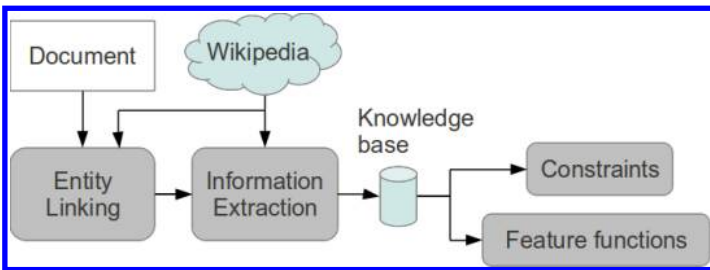 Document
Wikipedia
Knowledge
base
Entity
Linking
Information
Extraction
Constraints
Feature functions